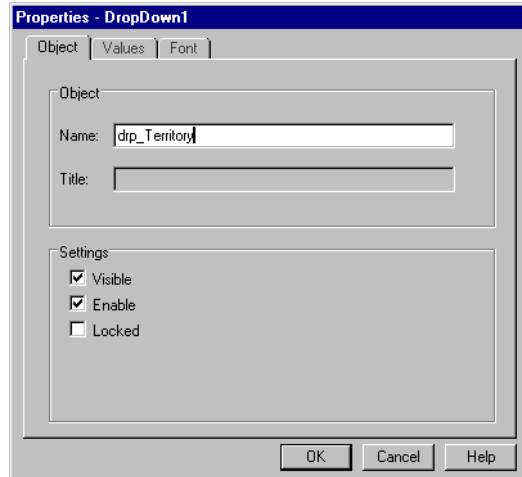 Properties - DropDown1
Object Values Font
Object
Name: drp_Territory
Title:
Settings
Visible
Enable
Locked
OK Cancel Help